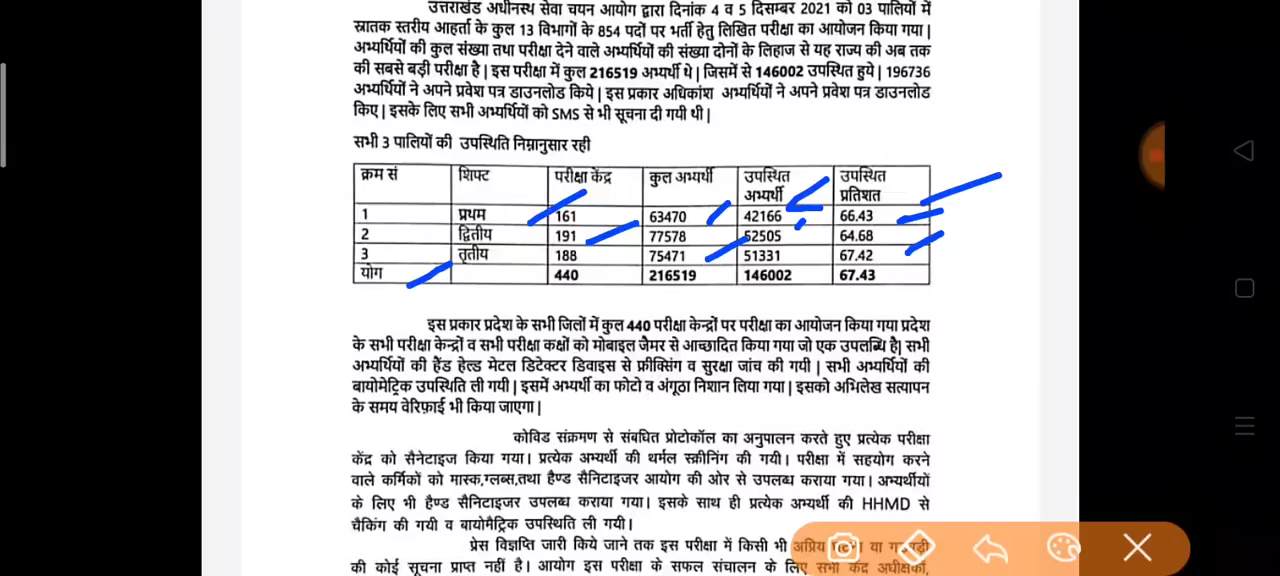 उत्तराखंड अधीनस्थ सेवा चयन आयोग द्वारा दिनांक 4 व 5 दिसम्बर 2021 को 03 पालियों में
स्नातक स्तरीय आहर्ता के कुल 13 विभागों के 854 पदों पर भर्ती हेतु लिखित परीक्षा का आयोजन किया गया|
अभ्यर्थियों की कुल संख्या तथा परीक्षा देने वाले अभ्यर्थियों की संख्या दोनों के लिहाज से यह राज्य की अब तक
की सबसे बड़ी परीक्षा है| इस परीक्षा में कुल 216519 अभ्यर्थी थे| जिसमें से 146002 उपस्थित हुये| 196736
अभ्यर्थियों ने अपने प्रवेश पत्र डाउनलोड किये| इस प्रकार अधिकांश अभ्यर्थियों ने अपने प्रवेश पत्र डाउनलोड
किए| इसके लिए सभी अभ्यर्थियों को SMS से भी सूचना दी गयी थी|
सभी 3 पालियों की उपस्थिति निम्नानुसार रही
क्रम सं शिफ्ट परीक्षा केंद्र कुल अभ्यर्थी उपस्थित अभ्यर्थी उपस्थित प्रतिशत
1 प्रथम 161 63470 42166 66.43
2 द्वितीय 191 77578 52505 64.68
3 तृतीय 188 75471 51331 67.42
योग 440 216519 146002 67.43
इस प्रकार प्रदेश के सभी जिलों में कुल 440 परीक्षा केन्द्रों पर परीक्षा का आयोजन किया गया प्रदेश
के सभी परीक्षा केन्द्रों व सभी परीक्षा कक्षों को मोबाइल जैमर से आच्छादित किया गया जो एक उपलब्धि है| सभी
अभ्यर्थियों की हैंड हेल्ड मेटल डिटेक्टर डिवाइस से फ्रीक्सिंग व सुरक्षा जांच की गयी| सभी अभ्यर्थियों की
बायोमेट्रिक उपस्थिति ली गयी| इसमें अभ्यर्थी का फोटो व अंगूठा निशान लिया गया| इसको अभिलेख सत्यापन
के समय वेरिफ़ाई भी किया जाएगा|
कोविड संक्रमण से संबधित प्रोटोकॉल का अनुपालन करते हुए प्रत्येक परीक्षा
केंद्र को सैनेटाइज किया गया। प्रत्येक अभ्यर्थी की थर्मल स्क्रीनिंग की गयी। परीक्षा में सहयोग करने
वाले कर्मिकों को मास्क,ग्लब्स,तथा हैण्ड सैनिटाइजर आयोग की ओर से उपलब्ध कराया गया। अभ्यर्थीयों
के लिए भी हैण्ड सैनिटाइजर उपलब्ध कराया गया। इसके साथ ही प्रत्येक अभ्यर्थी की HHMD से
चैकिंग की गयी व बायोमैट्रिक उपस्थिति ली गयी।
प्रेस विज्ञप्ति जारी किये जाने तक इस परीक्षा में किसी भी अप्रिय या
की कोई सूचना प्राप्त नहीं है। आयोग इस परीक्षा के सफल संचालन के लिए सभी केंद्र अधीक्षकों,